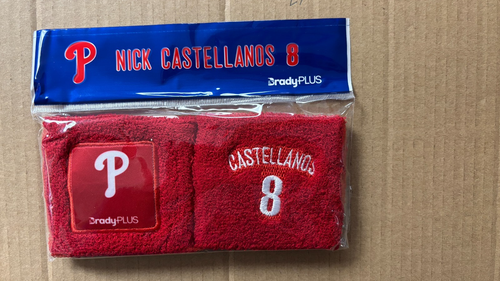 P NICK CASTELLANOS 8
BradyPLUS
P
BradyPLUS
CASTELLANOS
8